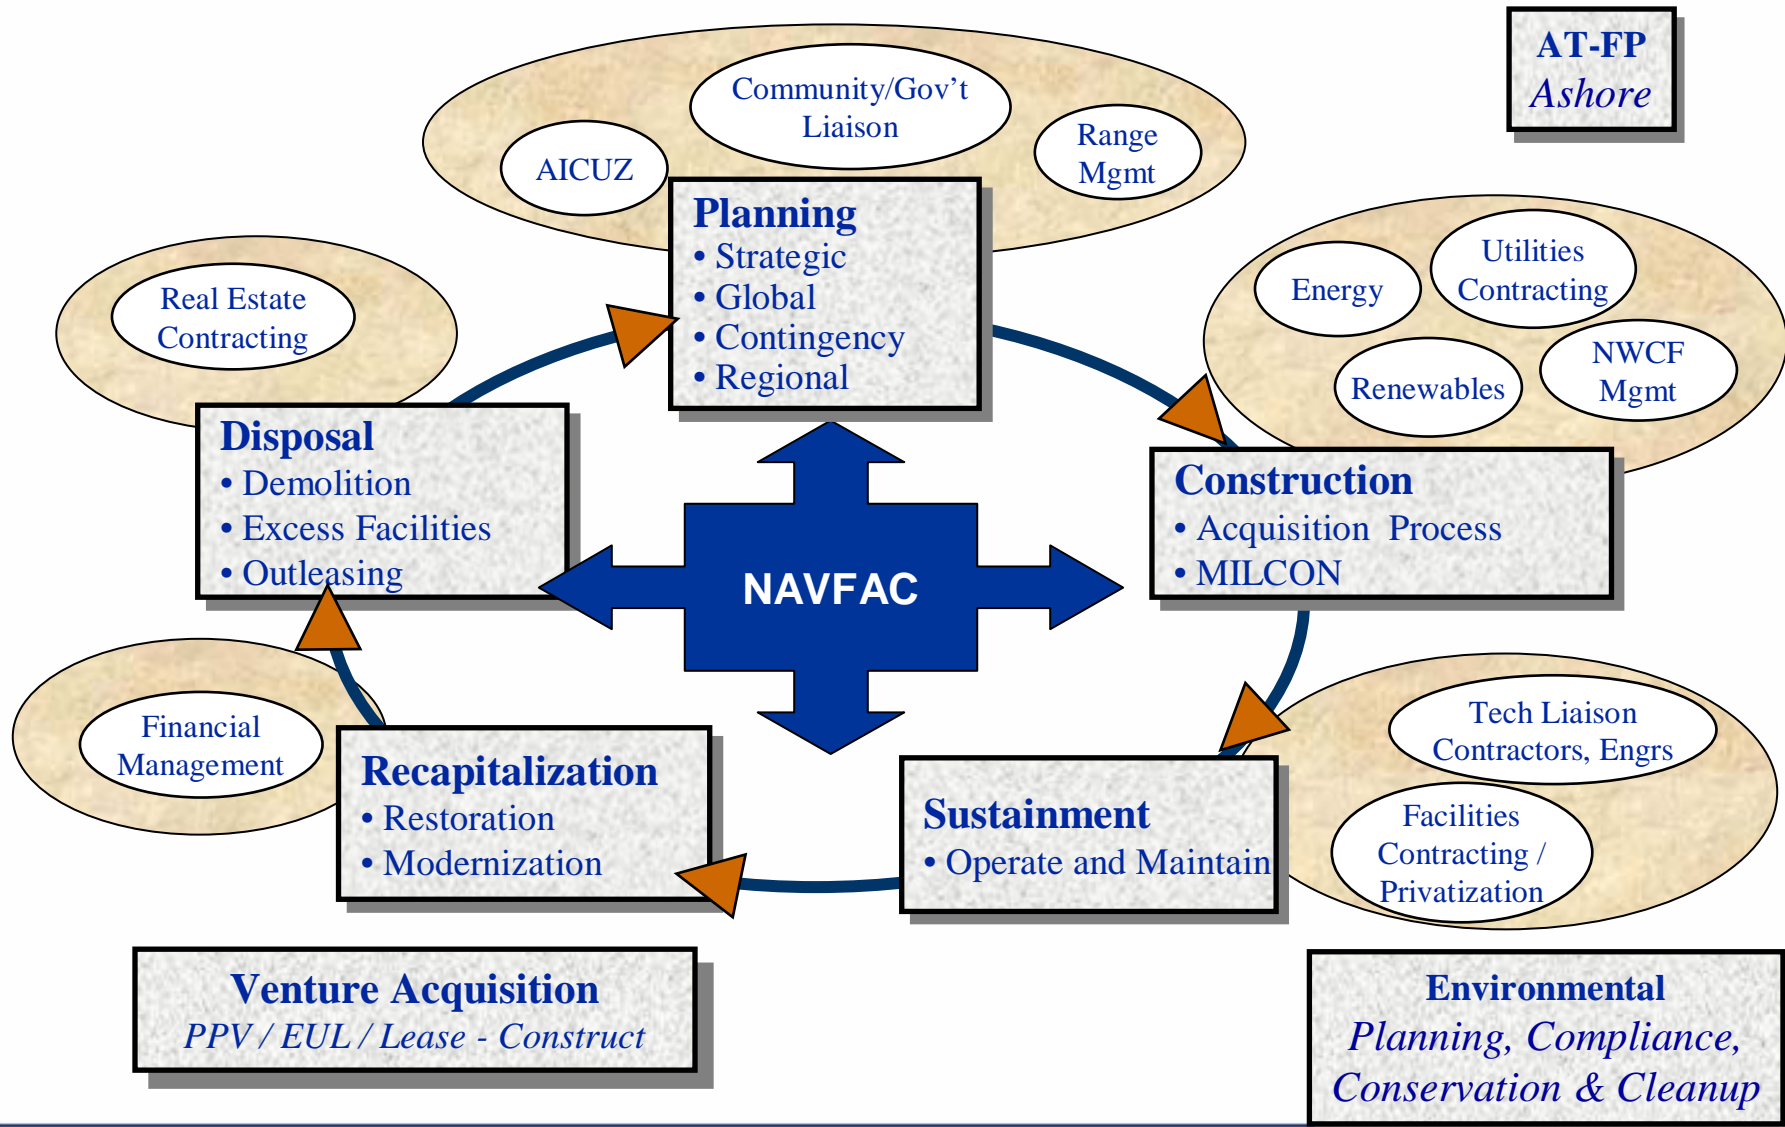 AT-FP
Ashore
Community/Gov’t
Liaison
AICUZ
Range
Mgmt
Planning
• Strategic
• Global
• Contingency
• Regional
Utilities
Contracting
Energy
NWCF
Mgmt
Renewables
Real Estate
Contracting
Disposal
• Demolition
• Excess Facilities
• Outleasing
Construction
• Acquisition Process
• MILCON
NAVFAC
Financial
Management
Recapitalization
• Restoration
• Modernization
Sustainment
• Operate and Maintain
Tech Liaison
Contractors, Engrs
Facilities
Contracting /
Privatization
Venture Acquisition
PPV / EUL / Lease - Construct
Environmental
Planning, Compliance,
Conservation & Cleanup